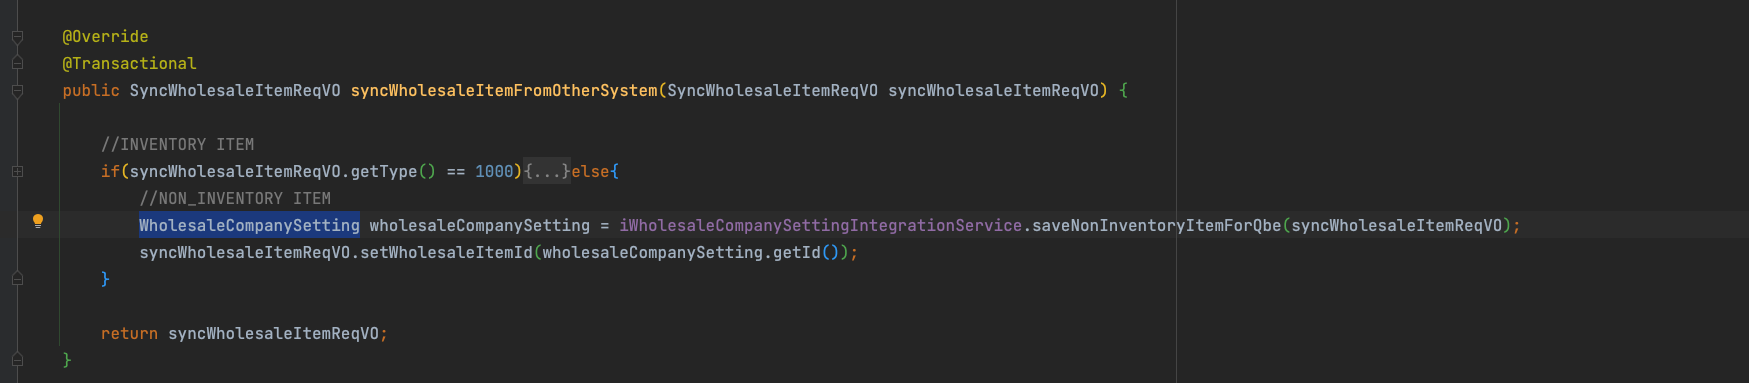 @Override
@Transactional
public SyncWholesaleItemReqVO syncWholesaleItemFromOtherSystem(SyncWholesaleItemReqVO syncWholesaleItemReqVO) {
//INVENTORY ITEM
if(syncWholesaleItemReqVO.getType() == 1000){...}else{
//NON_INVENTORY ITEM
WholesaleCompanySetting wholesaleCompanySetting = iWholesaleCompanySettingIntegrationService.saveNonInventoryItemForQbe(syncWholesaleItemReqVO);
syncWholesaleItemReqVO.setWholesaleItemId(wholesaleCompanySetting.getId());
}
return syncWholesaleItemReqVO;
}